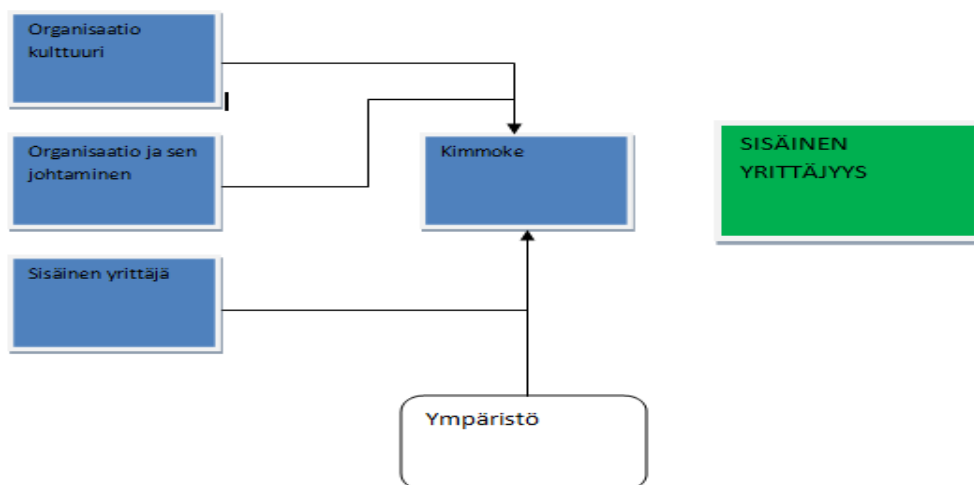 Organisaatio
kulttuuri
Organisaatio ja sen
johtaminen
Sisäinen yrittäjä
Kimmoke
SISÄINEN
YRITTÄJYYS
Ympäristö